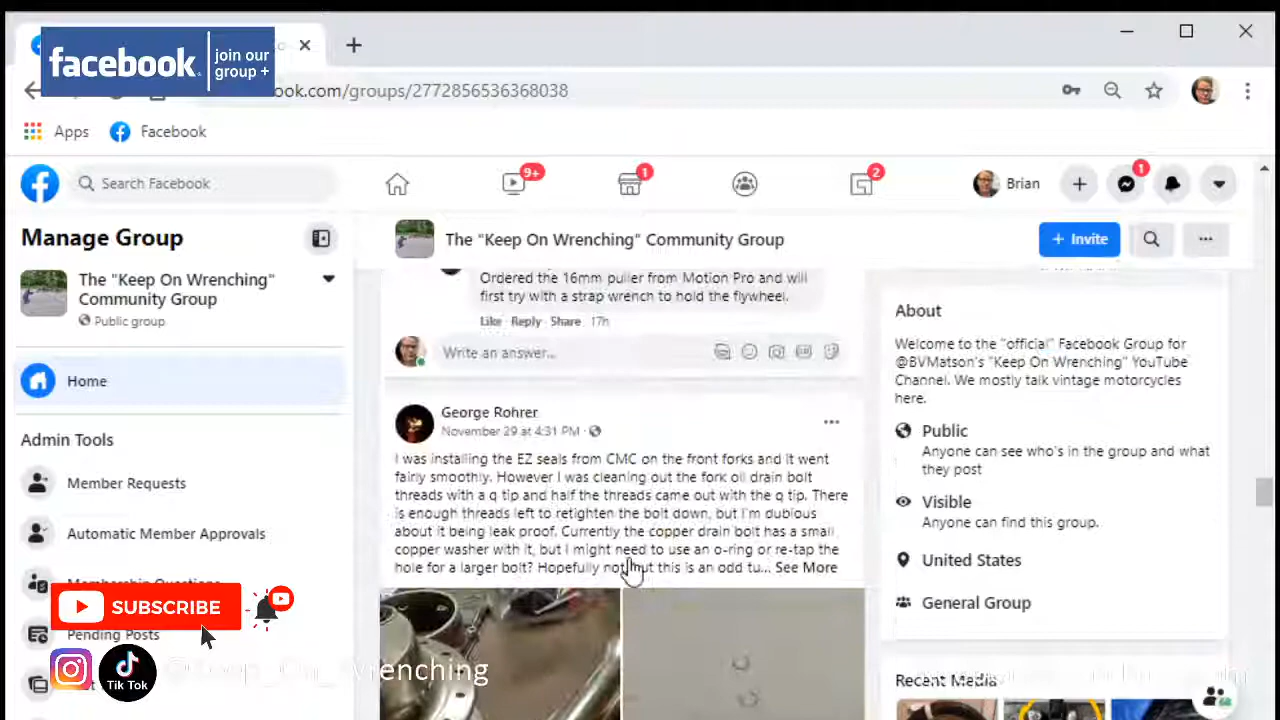 facebook
join our
group +
ook.com/groups/2772856536368038
Apps
Facebook
Search Facebook
9+
1
2
Brian
1
Manage Group
The "Keep On Wrenching" Community Group
+ Invite
The "Keep On Wrenching"
Community Group
Public group
Home
Admin Tools
Member Requests
Automatic Member Approvals
Membership Questions
Pending Posts
Ordered the 16mm puller from Motion Pro and will
first try with a strap wrench to hold the flywheel.
Like · Reply · Share · 17h
Write an answer...
George Rohrer
November 29 at 4:31 PM ·
I was installing the EZ seals from CMC on the front forks and it went
fairly smoothly. However I was cleaning out the fork oil drain bolt
threads with a q tip and half the threads came out with the q tip. There
is enough threads left to retighten the bolt down, but I'm dubious
about it being leak proof. Currently the copper drain bolt has a small
copper washer with it, but I might need to use an o-ring or re-tap the
hole for a larger bolt? Hopefully not but this is an odd tu... See More
About
Welcome to the "official" Facebook Group for
@BVMatson's "Keep On Wrenching" YouTube
Channel. We mostly talk vintage motorcycles
here.
Public
Anyone can see who's in the group and what
they post
Visible
Anyone can find this group.
United States
General Group
Recent Media
SUBSCRIBE
Tik Tok
@Keep_On_Wrenching